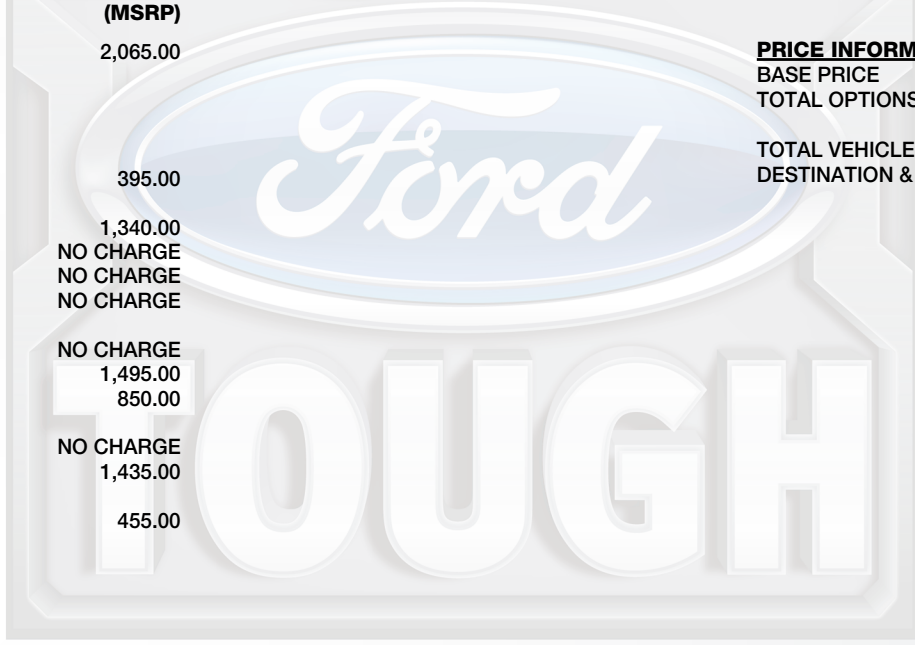 (MSRP)
2,065.00
395.00
1,340.00
NO CHARGE
NO CHARGE
NO CHARGE
NO CHARGE
1,495.00
850.00
NO CHARGE
1,435.00
455.00
PRICE INFORM
BASE PRICE
TOTAL OPTIONS
TOTAL VEHICLE
DESTINATION &
Ford
TOUGH